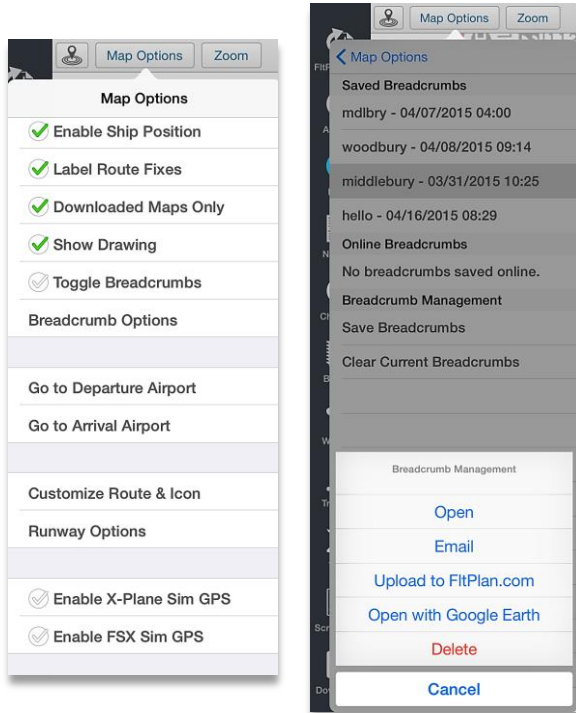 Map Options
Zoom
Map Options
Enable Ship Position
Label Route Fixes
Downloaded Maps Only
Show Drawing
Toggle Breadcrumbs
Breadcrumb Options
Go to Departure Airport
Go to Arrival Airport
Customize Route & Icon
Runway Options
Enable X-Plane Sim GPS
Enable FSX Sim GPS
Map Options
Zoom
Map Options
Saved Breadcrumbs
mdlbry - 04/07/2015 04:00
woodbury - 04/08/2015 09:14
middlebury - 03/31/2015 10:25
hello - 04/16/2015 08:29
Online Breadcrumbs
No breadcrumbs saved online.
Breadcrumb Management
Save Breadcrumbs
Clear Current Breadcrumbs
Breadcrumb Management
Open
Email
Upload to FltPlan.com
Open with Google Earth
Delete
Cancel